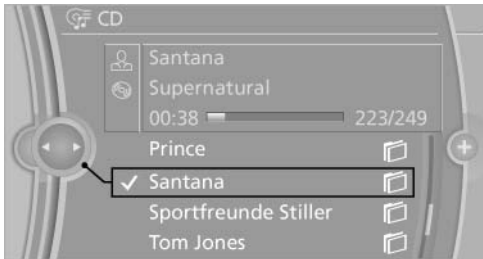 CD
Santana
Supernatural
00:38 223/249
Prince
Santana
Sportfreunde Stiller
Tom Jones